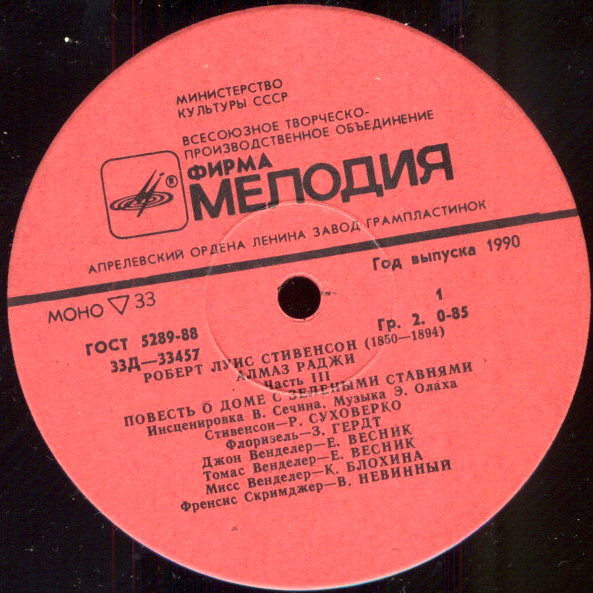 МИНИСТЕРСТВО
КУЛЬТУРЫ СССР
ВСЕСОЮЗНОЕ ТВОРЧЕСКО-
ПРОИЗВОДСТВЕННОЕ ОБЪЕДИНЕНИЕ
ФИРМА
®
МЕЛОДИЯ
АПРЕЛЕВСКИЙ ОРДЕНА ЛЕНИНА ЗАВОД ГРАМПЛАСТИНОК
Год выпуска 1990
МОНО ▽ 33
1
ГОСТ 5289-88
Гр. 2. 0-85
33Д—33457
РОБЕРТ ЛУИС СТИВЕНСОН (1850—1894)
АЛМАЗ РАДЖИ
Часть III
ПОВЕСТЬ О ДОМЕ С ЗЕЛЕНЫМИ СТАВНЯМИ
Инсценировка В. Сечина. Музыка Э. Олаха
Стивенсон—Р. СУХОВЕРКО
Флоризель—З. ГЕРДТ
Джон Венделер—Е. ВЕСНИК
Томас Венделер—Е. ВЕСНИК
Мисс Венделер—К. БЛОХИНА
Френсис Скримджер—В. НЕВИННЫЙ